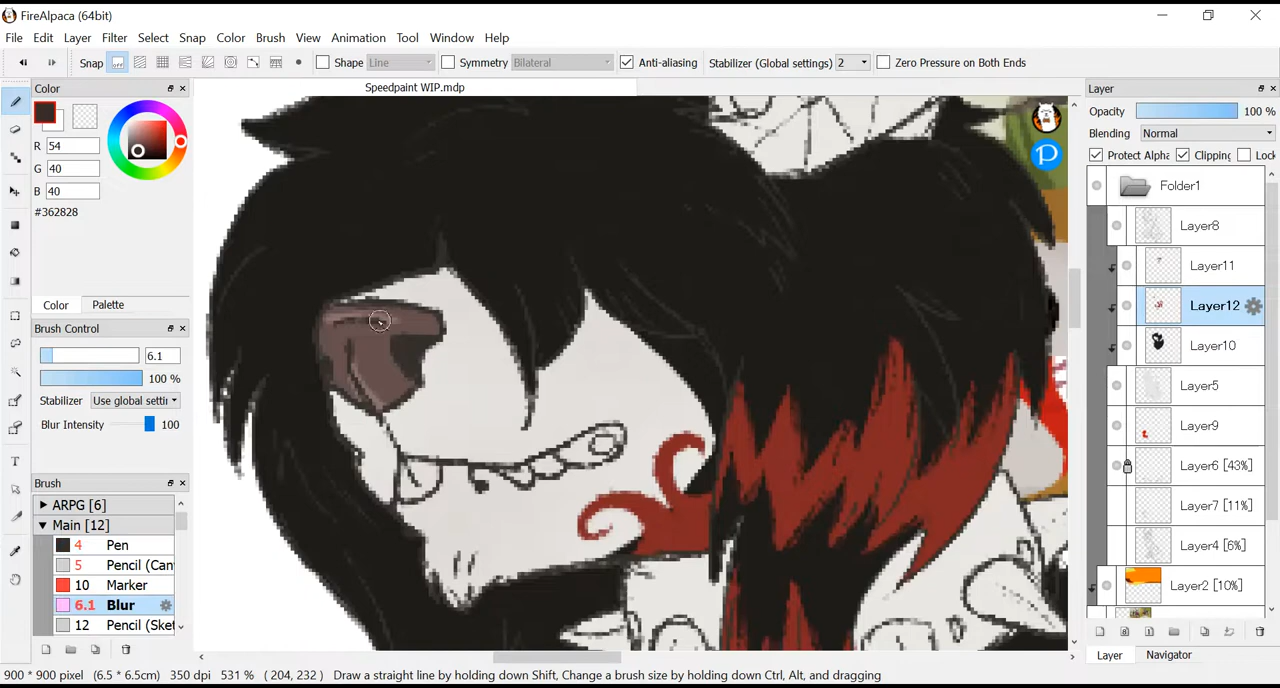 FireAlpaca (64bit)
File Edit Layer Filter Select Snap Color Brush View Animation Tool Window Help
Snap off Shape Line Symmetry Bilateral Anti-aliasing Stabilizer (Global settings) 2 Zero Pressure on Both Ends
Color
Speedpaint WIP.mdp
R 54
G 40
B 40
#362828
Color Palette
Brush Control
6.1
100 %
Stabilizer Use global settii
Blur Intensity 100
Brush
ARPG [6]
Main [12]
4 Pen
5 Pencil (Can
10 Marker
6.1 Blur
12 Pencil (Sket
P
Layer
Opacity 100 %
Blending Normal
Protect Alpha Clipping Lock
Folder1
Layer8
Layer11
Layer12
Layer10
Layer5
Layer9
Layer6 [43%]
Layer7 [11%]
Layer4 [6%]
Layer2 [10%]
Layer Navigator
900 * 900 pixel (6.5 * 6.5cm) 350 dpi 531 % ( 204, 232 ) Draw a straight line by holding down Shift, Change a brush size by holding down Ctrl, Alt, and dragging